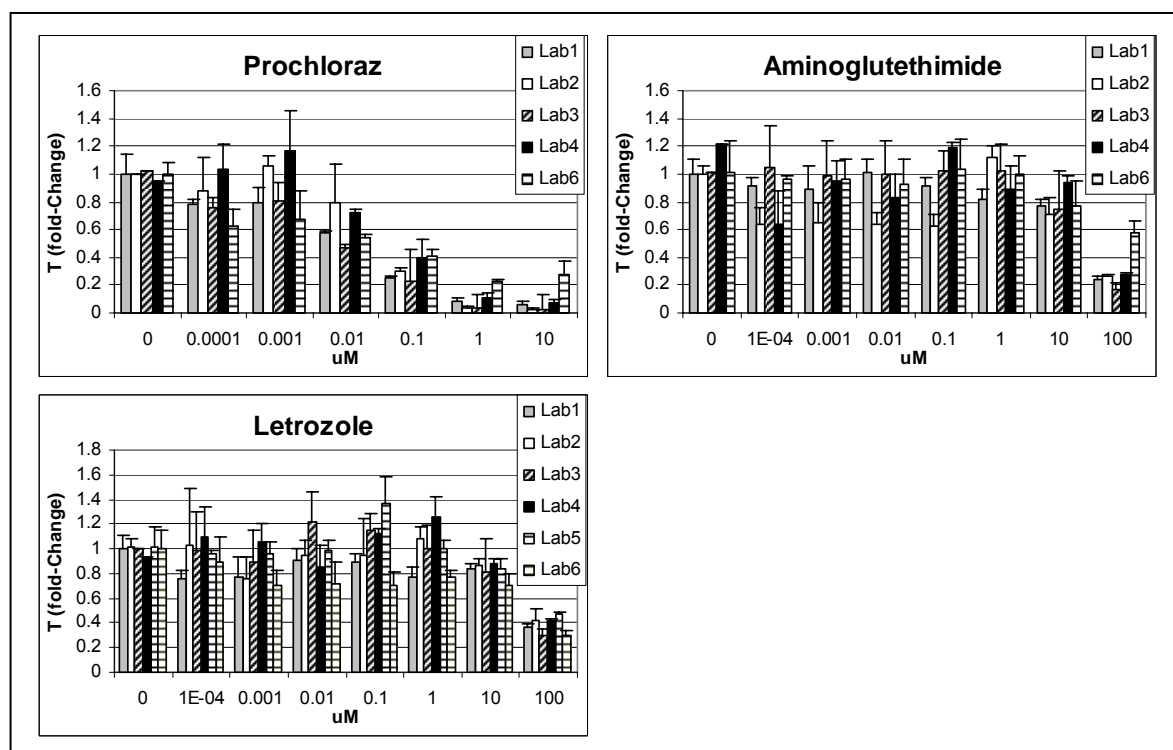 Prochloraz
T (fold-Change)
1.6
1.4
1.2
1
0.8
0.6
0.4
0.2
0
0 0.0001 0.001 0.01 0.1 1 10
uM
Lab1
Lab2
Lab3
Lab4
Lab6
Aminoglutethimide
T (fold-Change)
1.6
1.4
1.2
1
0.8
0.6
0.4
0.2
0
0 1E-04 0.001 0.01 0.1 1 10 100
uM
Lab1
Lab2
Lab3
Lab4
Lab6
Letrozole
T (fold-Change)
1.8
1.6
1.4
1.2
1
0.8
0.6
0.4
0.2
0
0 1E-04 0.001 0.01 0.1 1 10 100
uM
Lab1
Lab2
Lab3
Lab4
Lab5
Lab6